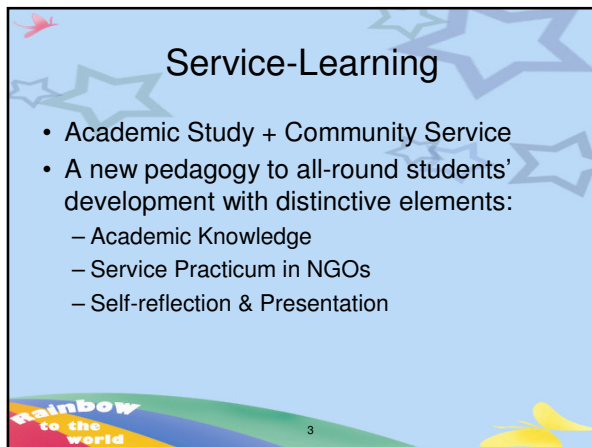 Service-Learning
• Academic Study + Community Service
• A new pedagogy to all-round students’
development with distinctive elements:
– Academic Knowledge
– Service Practicum in NGOs
– Self-reflection & Presentation
Rainbow
to the
world
3